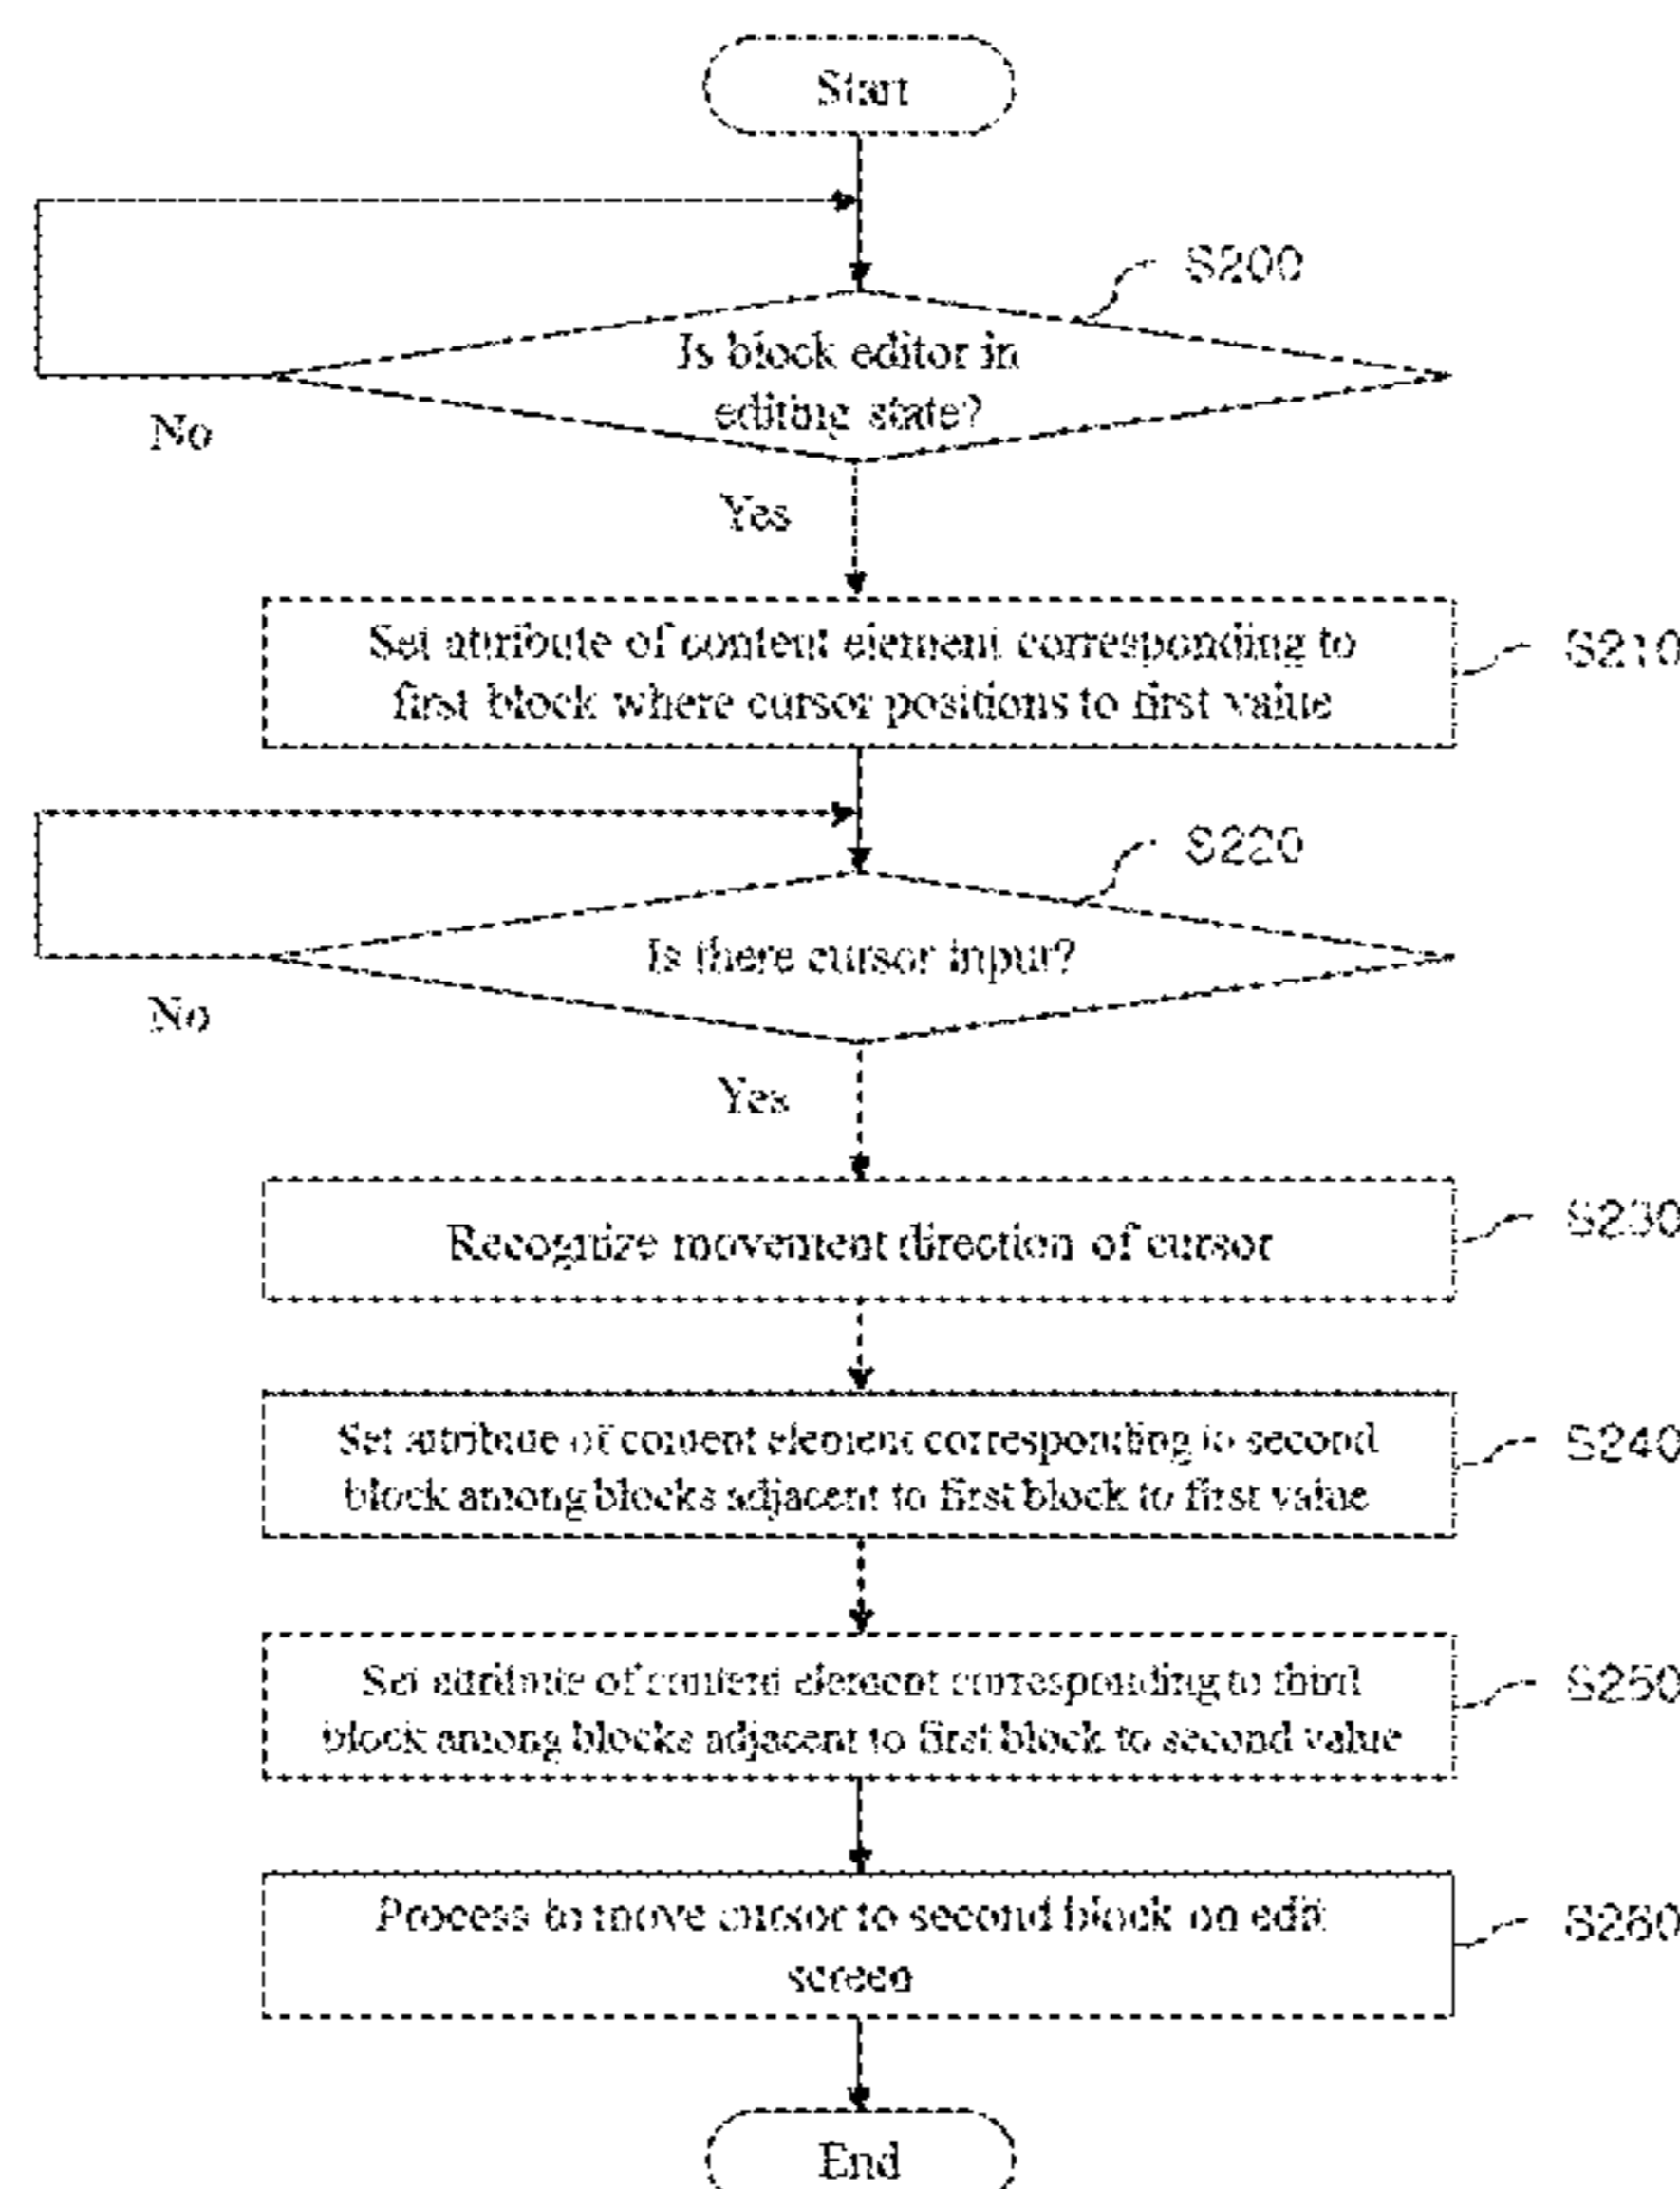 Start
S200
Is block editor in
editing state?
No
Yes
Set attribute of content element corresponding to
first block where cursor positions to first value
S210
S220
Is there cursor input?
No
Yes
Recognize movement direction of cursor
S230
Set attribute of content element corresponding to second
block among blocks adjacent to first block to first value
S240
Set attribute of content element corresponding to third
block among blocks adjacent to first block to second value
S250
Process to move cursor to second block on edit
screen
S260
End